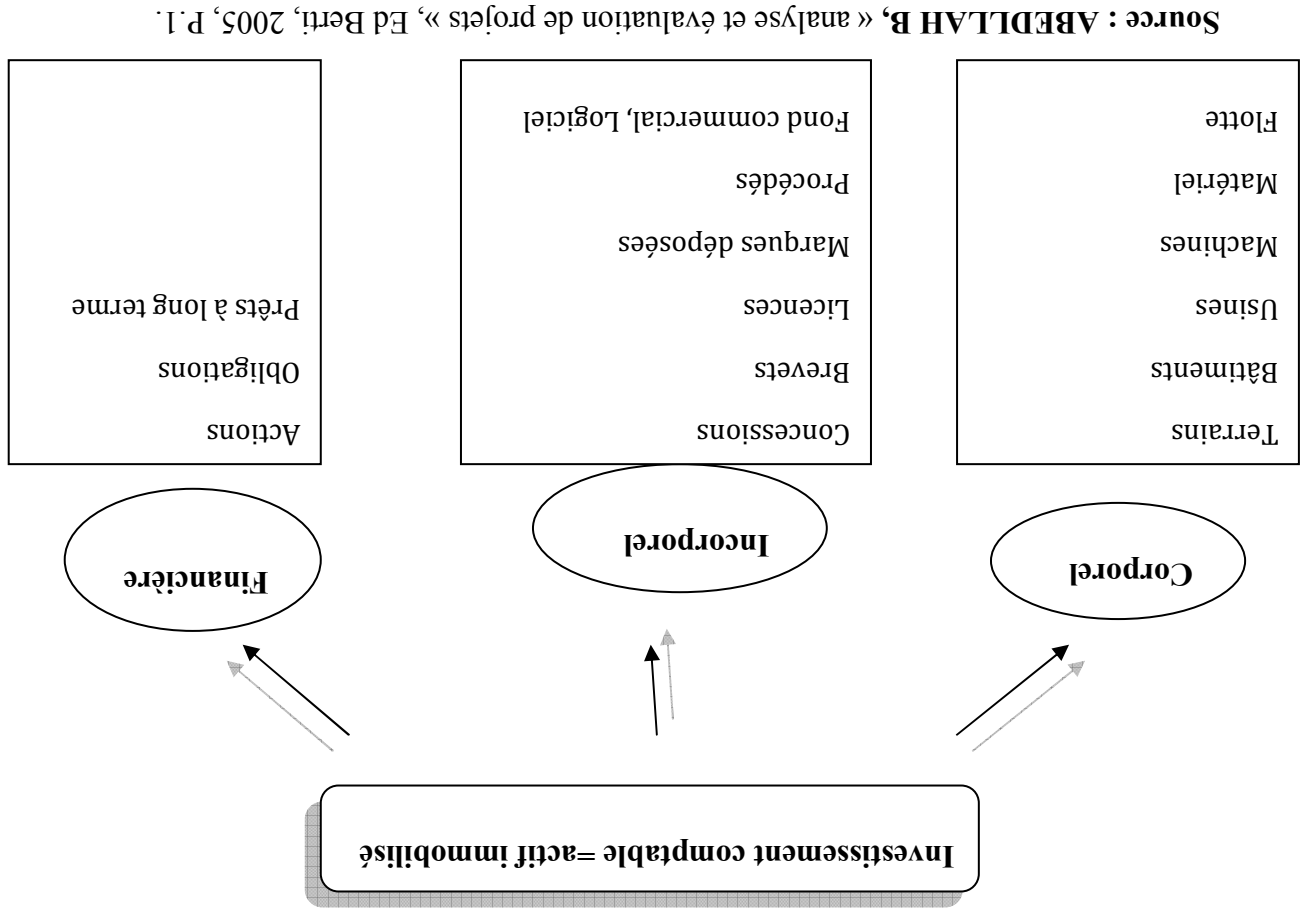 Investissement comptable =actif immobilisé
Corporel
Incorporel
Financière
Terrains
Bâtiments
Usines
Machines
Matériel
Flotte
Concessions
Brevets
Licences
Marques déposées
Procédés
Fond commercial, Logiciel
Actions
Obligations
Prêts à long terme
Source : ABEDLLAH B, « analyse et évaluation de projets », Ed Berti, 2005, P.1.